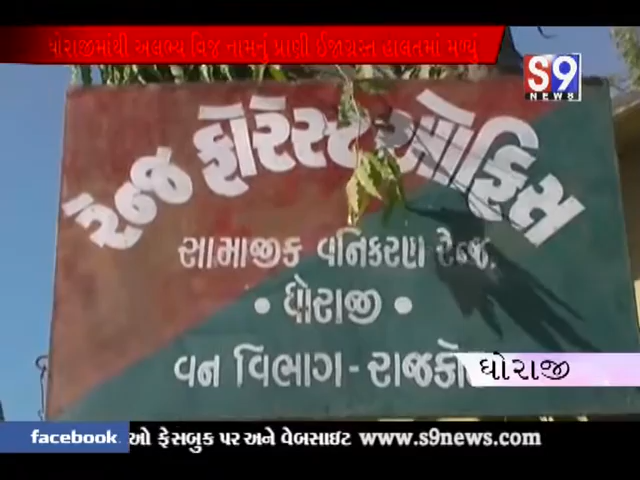 ધોરાજીમાંથી અલભ્ય વિજ નામનું પ્રાણી ઈજાગ્રસ્ત હાલતમાં મળ્યું
S9
NEWS
રેન્જ ફોરેસ્ટ ઓફિસ
સામાજીક વનિકરણ રેન્જ.
• ધોરાજી •
વન વિભાગ - રાજકો
ધોરાજી
facebook
ઓ ફેસબુક પર અને વેબસાઇટ www.s9news.com